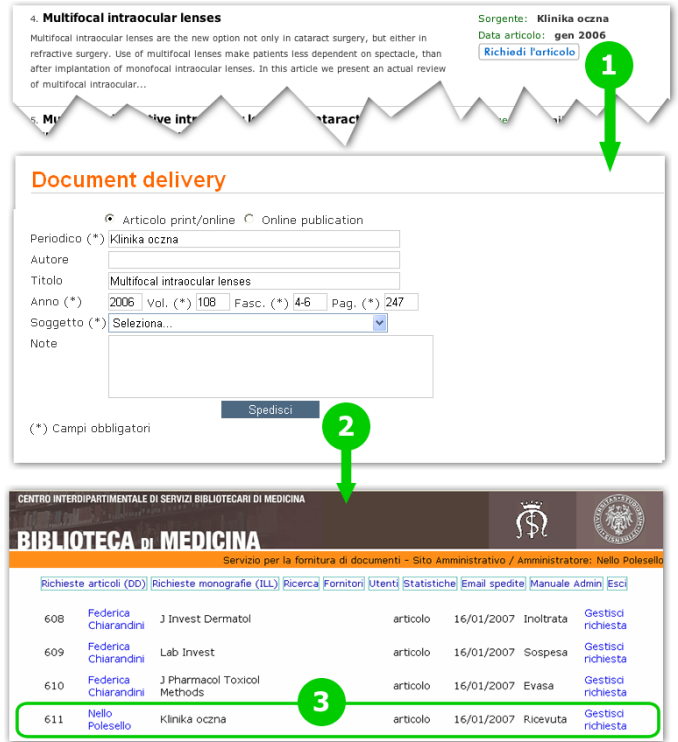 4. Multifocal intraocular lenses
Multifocal intraocular lenses are the new option not only in cataract surgery, but either in
refractive surgery. Use of multifocal lenses make patients less dependent on spectacle, than
after implantation of monofocal intraocular lenses. In this article we present an actual review
of multifocal intraocular...
Sorgente: Klinika oczna
Data articolo: gen 2006
Richiedi l'articolo
1
5.
Document delivery
Articolo print/online Online publication
Periodico (*) Klinika oczna
Autore
Titolo Multifocal intraocular lenses
Anno (*) 2006 Vol. (*) 108 Fasc. (*) 4-6 Pag. (*) 247
Soggetto (*) Seleziona...
Note
Spedisci
(*) Campi obbligatori
2
CENTRO INTERDIPARTIMENTALE DI SERVIZI BIBLIOTECARI DI MEDICINA
BIBLIOTECA DI MEDICINA
Servizio per la fornitura di documenti - Sito Amministrativo / Amministratore: Nello Polesello
Richieste articoli (DD) Richieste monografie (ILL) Ricerca Fornitori Utenti Statistiche Email spedite Manuale Admin Esci
608 Federica Chiarandini J Invest Dermatol articolo 16/01/2007 Inoltrata Gestisci richiesta
609 Federica Chiarandini Lab Invest articolo 16/01/2007 Sospesa Gestisci richiesta
610 Federica Chiarandini J Pharmacol Toxicol Methods articolo 16/01/2007 Evasa Gestisci richiesta
3
611 Nello Polesello Klinika oczna articolo 16/01/2007 Ricevuta Gestisci richiesta